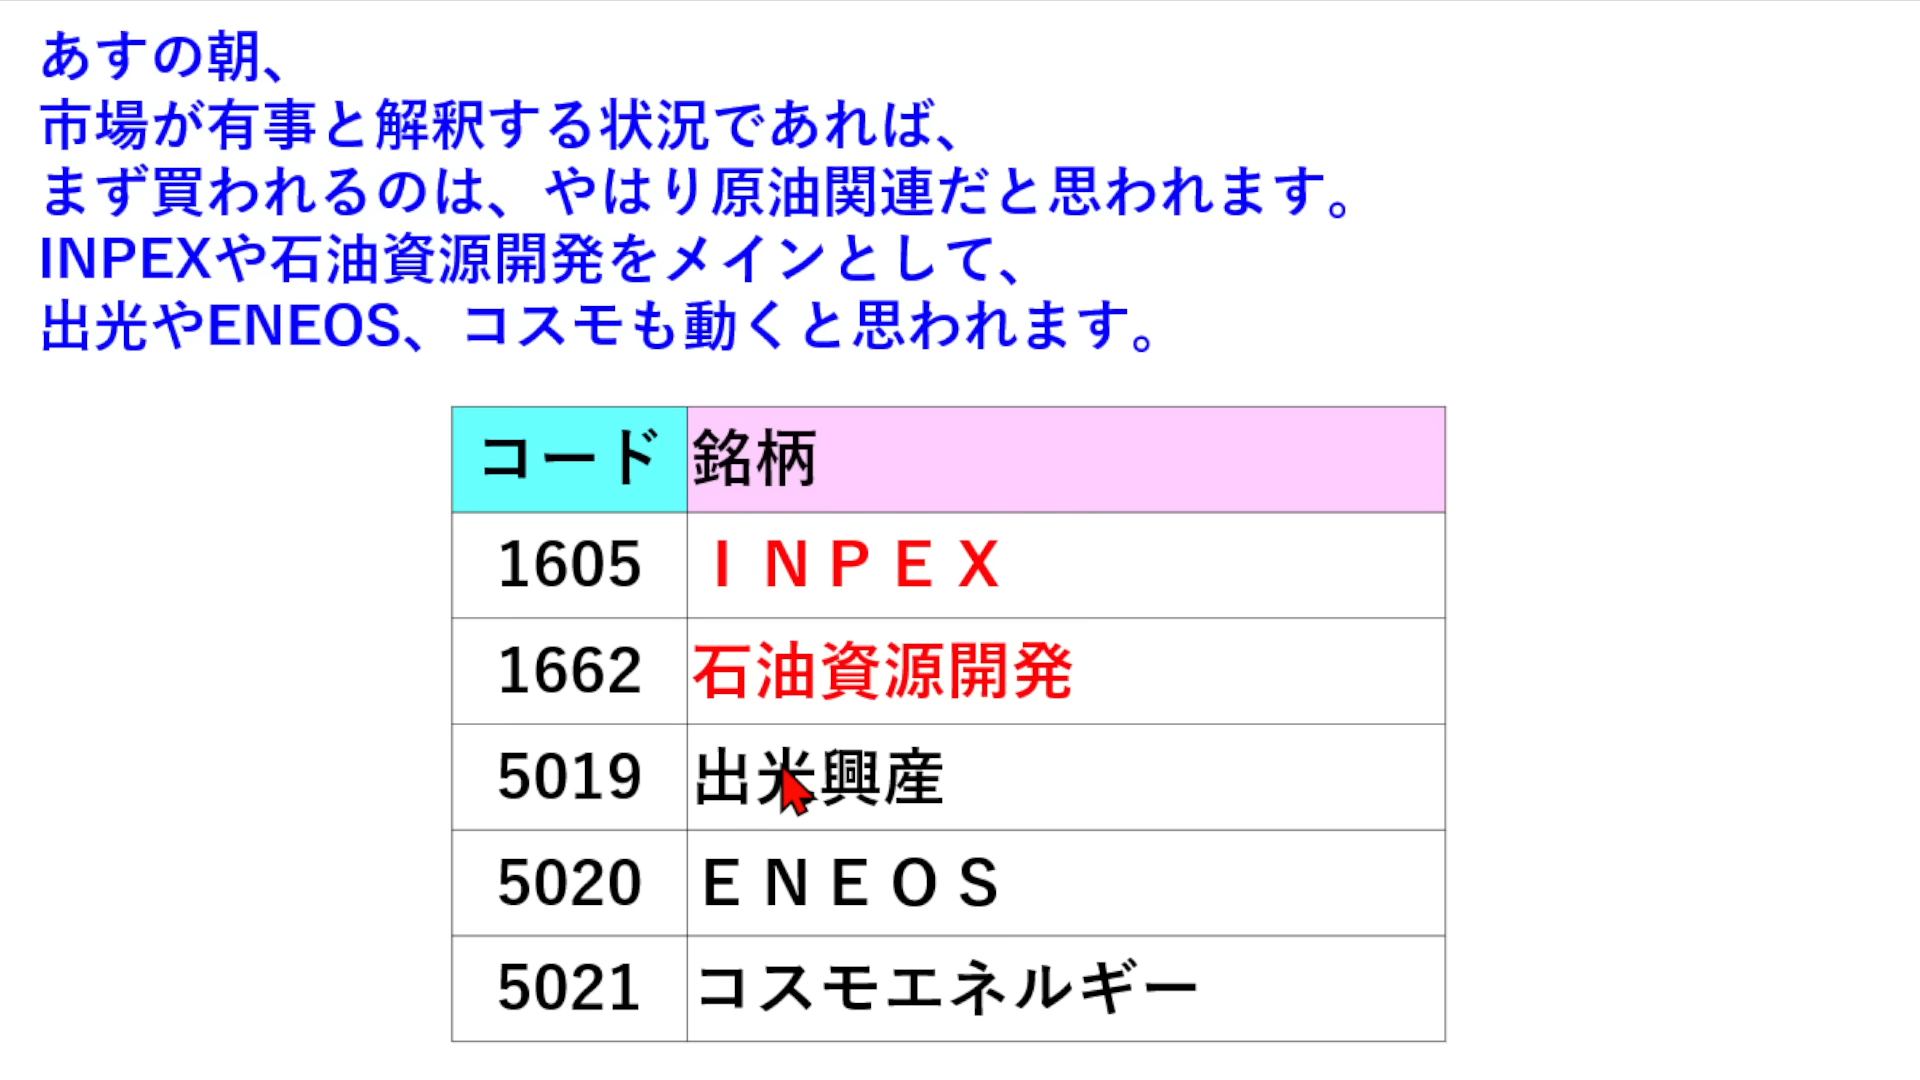 あすの朝、
市場が有事と解釈する状況であれば、
まず買われるのは、やはり原油関連だと思われます。
INPEXや石油資源開発をメインとして、
出光やENEOS、コスモも動くと思われます。
コード 銘柄
1605 ＩＮＰＥＸ
1662 石油資源開発
5019 出光興産
5020 ＥＮＥＯＳ
5021 コスモエネルギー